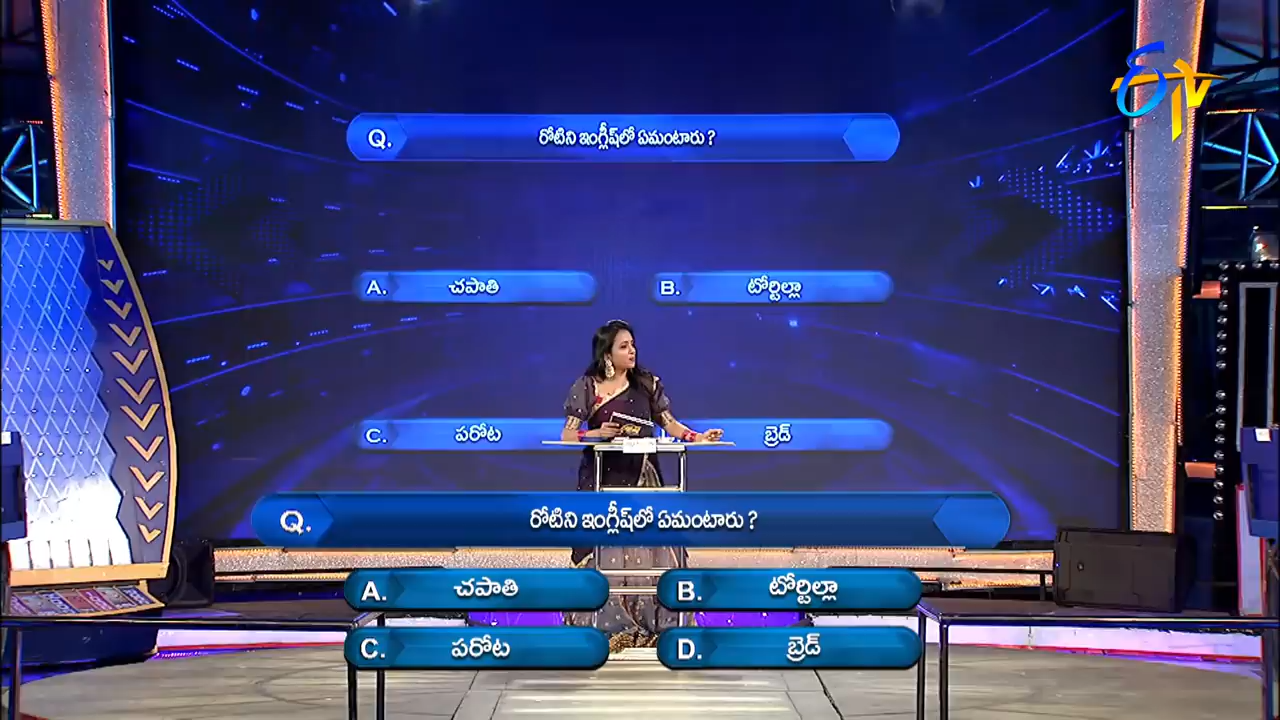 ETV
Q. రోటిని ఇంగ్లీష్‌లో ఏమంటారు ?
A. చపాతి
B. టోర్టిల్లా
C. పరోట
బ్రెడ్
Q. రోటిని ఇంగ్లీష్‌లో ఏమంటారు ?
A. చపాతి
B. టోర్టిల్లా
C. పరోట
D. బ్రెడ్